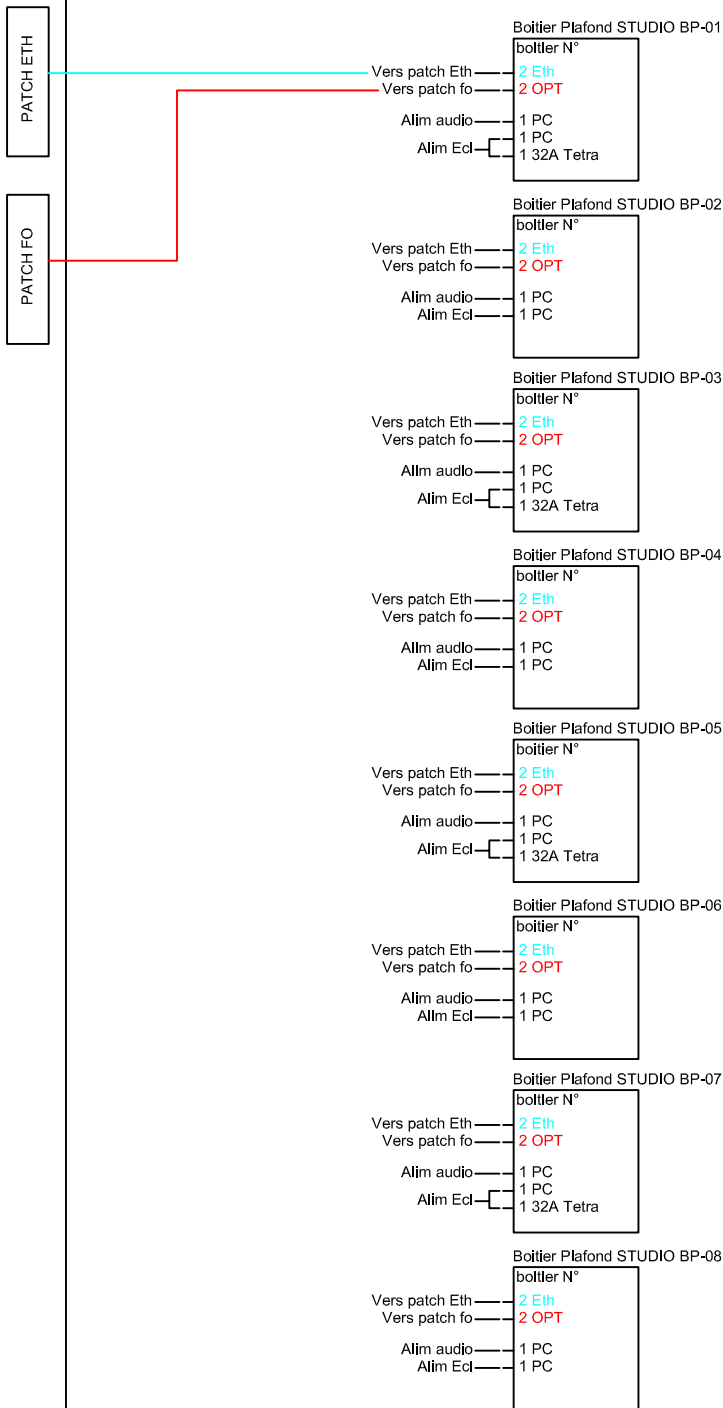 PATCH ETH
PATCH FO
Boitier Plafond STUDIO BP-01
boitier N°
Vers patch Eth 2 Eth
Vers patch fo 2 OPT
Alim audio 1 PC
1 PC
Alim Ecl
1 32A Tetra
Boitier Plafond STUDIO BP-02
boitier N°
Vers patch Eth 2 Eth
Vers patch fo 2 OPT
Alim audio 1 PC
Alim Ecl 1 PC
Boitier Plafond STUDIO BP-03
boitier N°
Vers patch Eth 2 Eth
Vers patch fo 2 OPT
Alim audio 1 PC
1 PC
Alim Ecl
1 32A Tetra
Boitier Plafond STUDIO BP-04
boitier N°
Vers patch Eth 2 Eth
Vers patch fo 2 OPT
Alim audio 1 PC
Alim Ecl 1 PC
Boitier Plafond STUDIO BP-05
boitier N°
Vers patch Eth 2 Eth
Vers patch fo 2 OPT
Alim audio 1 PC
1 PC
Alim Ecl
1 32A Tetra
Boitier Plafond STUDIO BP-06
boitier N°
Vers patch Eth 2 Eth
Vers patch fo 2 OPT
Alim audio 1 PC
Alim Ecl 1 PC
Boitier Plafond STUDIO BP-07
boitier N°
Vers patch Eth 2 Eth
Vers patch fo 2 OPT
Alim audio 1 PC
1 PC
Alim Ecl
1 32A Tetra
Boitier Plafond STUDIO BP-08
boitier N°
Vers patch Eth 2 Eth
Vers patch fo 2 OPT
Alim audio 1 PC
Alim Ecl 1 PC